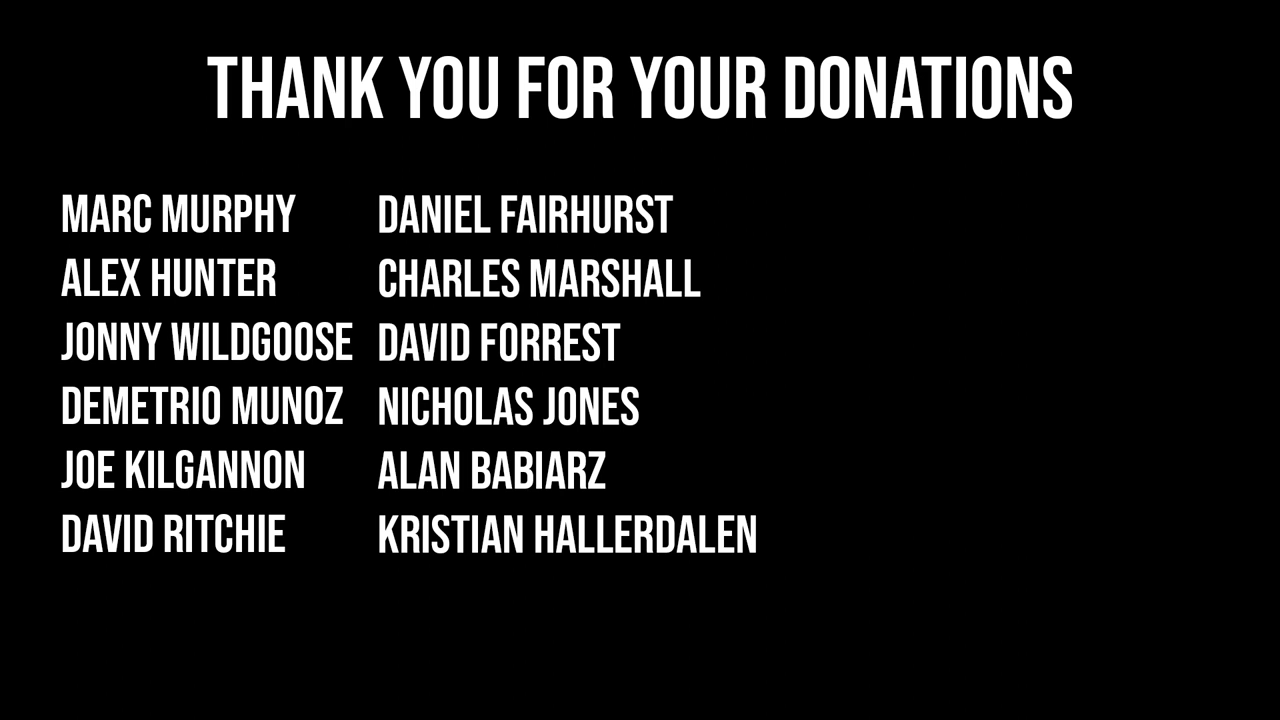 THANK YOU FOR YOUR DONATIONS
MARC MURPHY
ALEX HUNTER
JONNY WILDGOOSE
DEMETRIO MUNOZ
JOE KILGANNON
DAVID RITCHIE
DANIEL FAIRHURST
CHARLES MARSHALL
DAVID FORREST
NICHOLAS JONES
ALAN BABIARZ
KRISTIAN HALLERDALEN